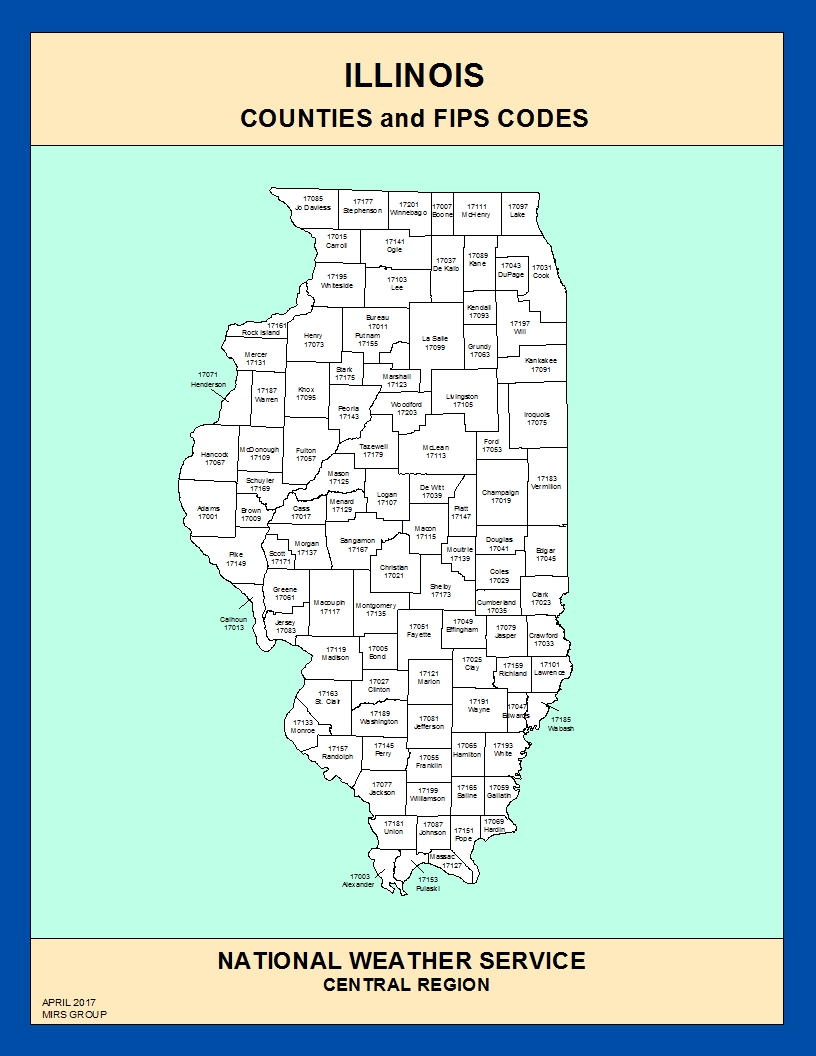 ILLINOIS
COUNTIES and FIPS CODES
17085
Jo Daviess
17177
Stephenson
17201
Winnebago
17007
Boone
17111
McHenry
17097
Lake
17015
Carroll
17141
Ogle
17037
De Kalb
17089
Kane
17043
DuPage
17031
Cook
17195
Whiteside
17103
Lee
Kendall
17093
17197
Will
17161
Rock Island
Henry
17073
Bureau
17011
Putnam
17155
La Salle
17099
Grundy
17063
Kankakee
17091
Mercer
17131
17071
Henderson
17187
Warren
Knox
17095
Stark
17175
Marshall
17123
Peoria
17143
Woodford
17203
Livingston
17105
Iroquois
17075
Hancock
17067
McDonough
17109
Fulton
17057
Tazewell
17179
McLean
17113
Ford
17053
Schuyler
17169
Mason
17125
Logan
17107
De Witt
17039
Champaign
17019
17183
Vermilion
Adams
17001
Brown
17009
Cass
17017
Menard
17129
Piatt
17147
Macon
17115
Pike
17149
Scott
17171
Morgan
17137
Sangamon
17167
Christian
17021
Moultrie
17139
Douglas
17041
Edgar
17045
Coles
17029
Shelby
17173
Greene
17061
Macoupin
17117
Montgomery
17135
Cumberland
17035
Clark
17023
Calhoun
17013
Jersey
17083
17051
Fayette
17049
Effingham
17079
Jasper
Crawford
17033
17119
Madison
17005
Bond
17025
Clay
17159
Richland
17101
Lawrence
17027
Clinton
17121
Marion
17163
St. Clair
17189
Washington
17191
Wayne
17047
Edwards
17185
Wabash
17133
Monroe
17081
Jefferson
17157
Randolph
17145
Perry
17055
Franklin
17065
Hamilton
17193
White
17077
Jackson
17199
Williamson
17165
Saline
17059
Gallatin
17181
Union
17087
Johnson
17151
Pope
17069
Hardin
Massac
17127
17003
Alexander
17153
Pulaski
NATIONAL WEATHER SERVICE
CENTRAL REGION
APRIL 2017
MIRS GROUP